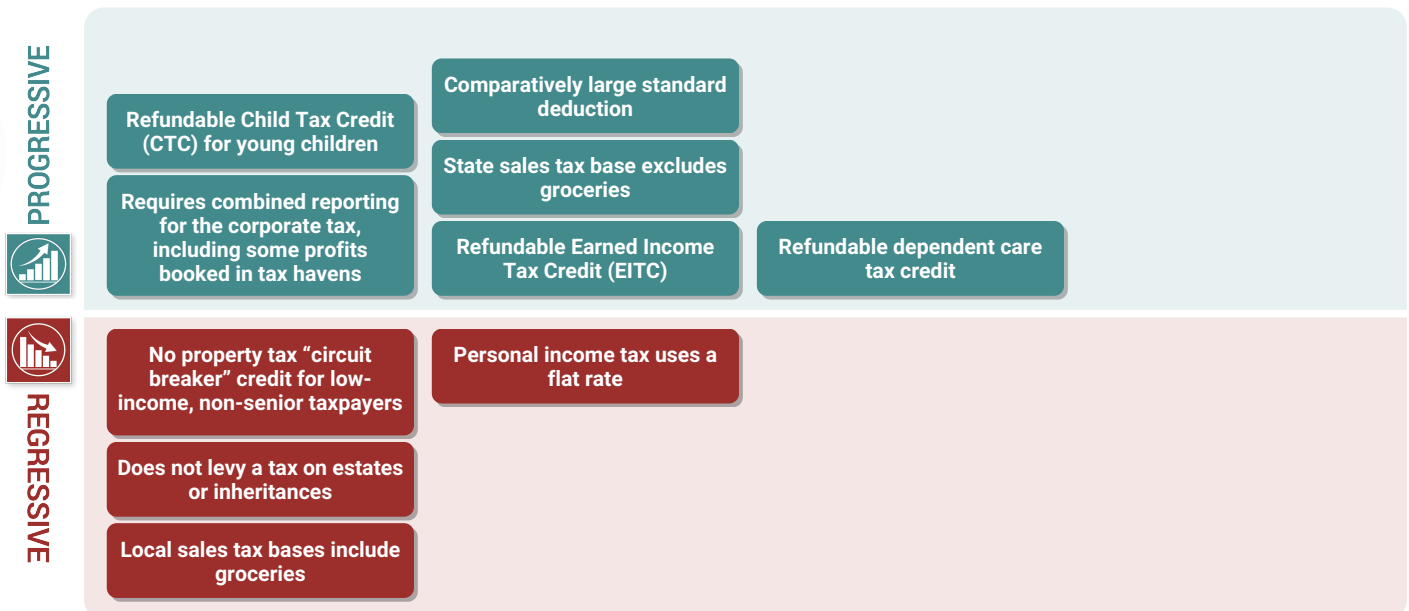 PROGRESSIVE
Refundable Child Tax Credit
(CTC) for young children
Requires combined reporting
for the corporate tax,
including some profits
booked in tax havens
Comparatively large standard
deduction
State sales tax base excludes
groceries
Refundable Earned Income
Tax Credit (EITC)
Refundable dependent care
tax credit
REGRESSIVE
No property tax “circuit
breaker” credit for low-
income, non-senior taxpayers
Does not levy a tax on estates
or inheritances
Local sales tax bases include
groceries
Personal income tax uses a
flat rate